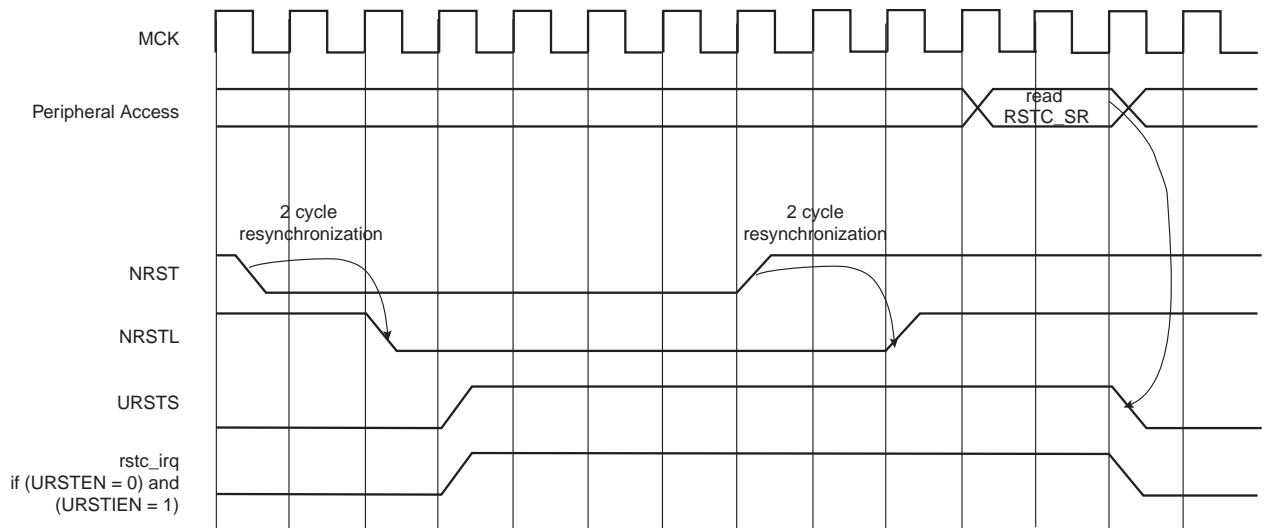 MCK
Peripheral Access
read
RSTC_SR
2 cycle
resynchronization
2 cycle
resynchronization
NRST
NRSTL
URSTS
rstc_irq
if (URSTEN = 0) and
(URSTIEN = 1)